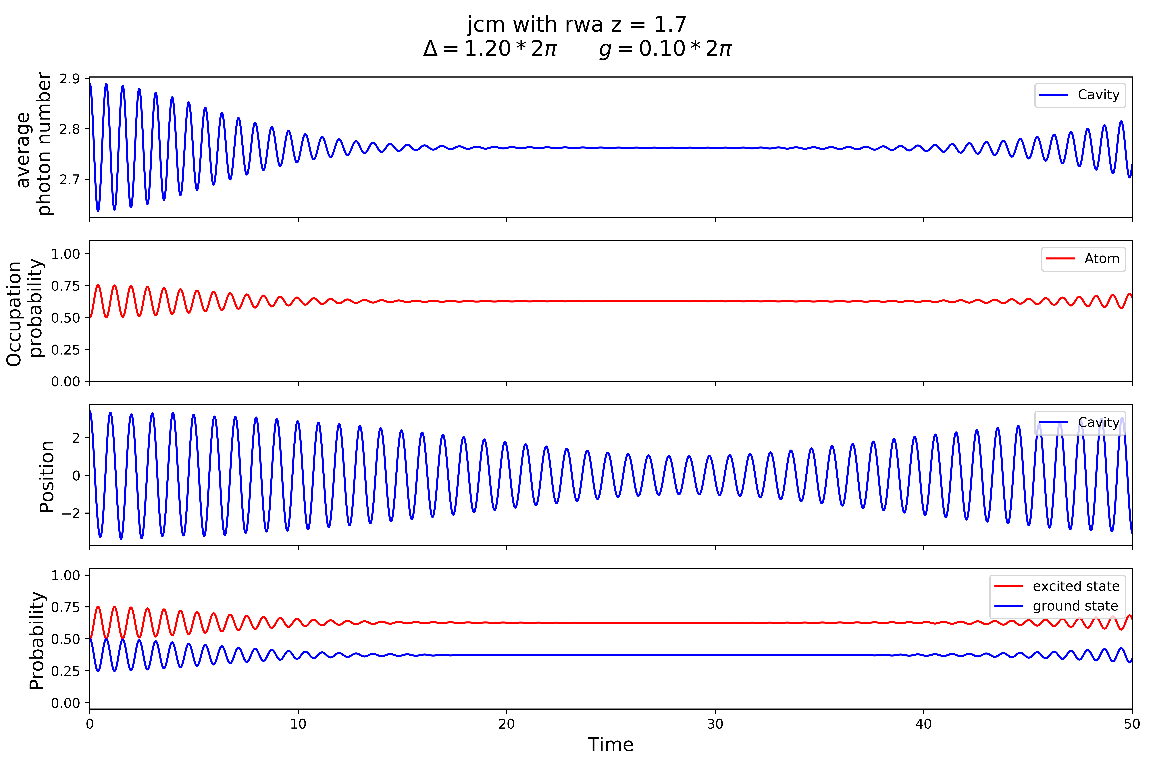 jcm with rwa z = 1.7
Δ = 1.20 * 2π g = 0.10 * 2π
average
photon number
2.9
2.8
2.7
Cavity
Occupation
probability
1.00
0.75
0.50
0.25
0.00
Atom
Position
2
0
−2
Cavity
Probability
1.00
0.75
0.50
0.25
0.00
excited state
ground state
0 10 20 30 40 50
Time